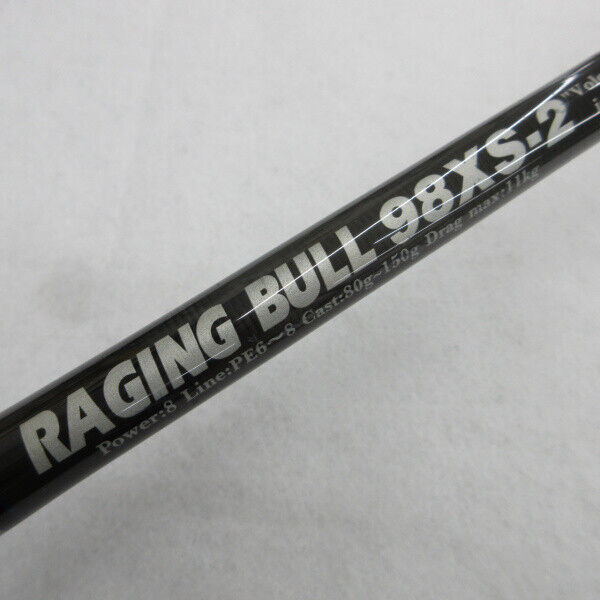 RAGING BULL 98XS-2
Power:8 Line:PE6~8 Cast:80g~150g Drag max:11kg